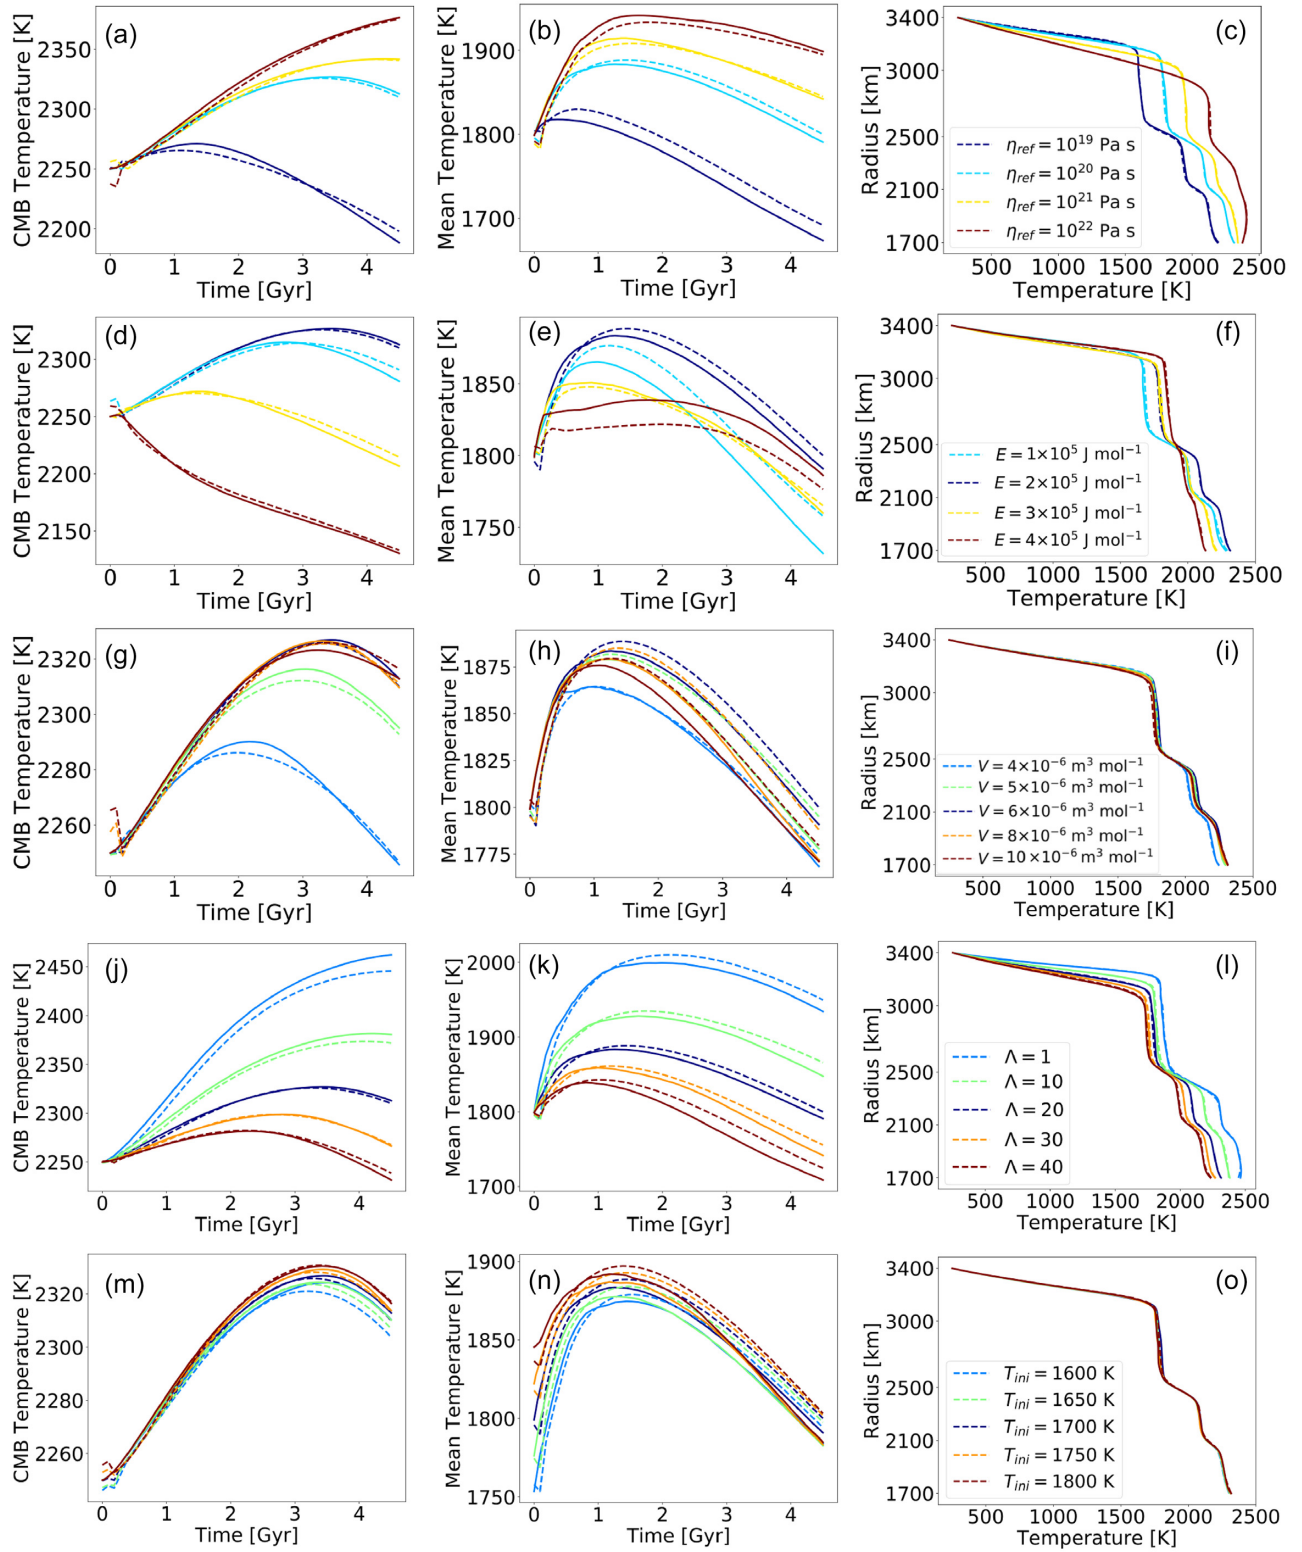 (a)
CMB Temperature [K]
2350
2300
2250
2200
0 1 2 3 4
Time [Gyr]
(b)
Mean Temperature [K]
1900
1800
1700
0 1 2 3 4
Time [Gyr]
(c)
Radius [km]
3400
3000
2500
2100
1700
η_ref = 10^19 Pa s
η_ref = 10^20 Pa s
η_ref = 10^21 Pa s
η_ref = 10^22 Pa s
500 1000 1500 2000 2500
Temperature [K]
(d)
CMB Temperature [K]
2300
2250
2200
2150
0 1 2 3 4
Time [Gyr]
(e)
Mean Temperature [K]
1850
1800
1750
0 1 2 3 4
Time [Gyr]
(f)
Radius [km]
3400
3000
2500
2100
1700
E = 1×10^5 J mol^−1
E = 2×10^5 J mol^−1
E = 3×10^5 J mol^−1
E = 4×10^5 J mol^−1
500 1000 1500 2000 2500
Temperature [K]
(g)
CMB Temperature [K]
2320
2300
2280
2260
0 1 2 3 4
Time [Gyr]
(h)
Mean Temperature [K]
1875
1850
1825
1800
1775
0 1 2 3 4
Time [Gyr]
(i)
Radius [km]
3400
3000
2500
2100
1700
V = 4×10^−6 m^3 mol^−1
V = 5×10^−6 m^3 mol^−1
V = 6×10^−6 m^3 mol^−1
V = 8×10^−6 m^3 mol^−1
V = 10×10^−6 m^3 mol^−1
500 1000 1500 2000 2500
Temperature [K]
(j)
CMB Temperature [K]
2450
2400
2350
2300
2250
0 1 2 3 4
Time [Gyr]
(k)
Mean Temperature [K]
2000
1900
1800
1700
0 1 2 3 4
Time [Gyr]
(l)
Radius [km]
3400
3000
2500
2100
1700
Λ = 1
Λ = 10
Λ = 20
Λ = 30
Λ = 40
500 1000 1500 2000 2500
Temperature [K]
(m)
CMB Temperature [K]
2320
2300
2280
2260
0 1 2 3 4
Time [Gyr]
(n)
Mean Temperature [K]
1900
1850
1800
1750
0 1 2 3 4
Time [Gyr]
(o)
Radius [km]
3400
3000
2500
2100
1700
T_ini = 1600 K
T_ini = 1650 K
T_ini = 1700 K
T_ini = 1750 K
T_ini = 1800 K
500 1000 1500 2000 2500
Temperature [K]